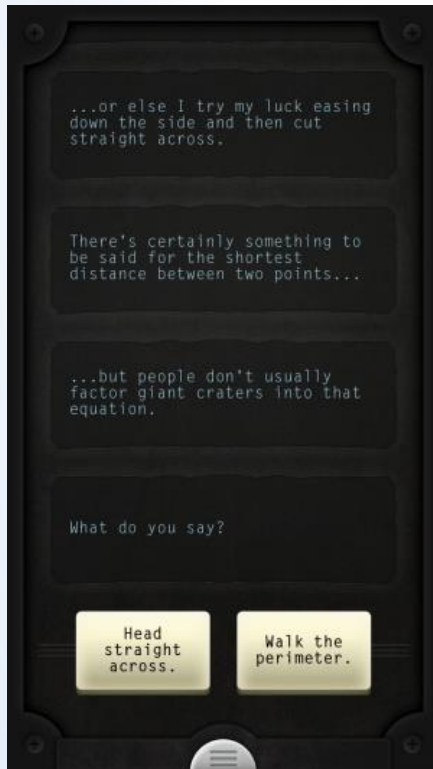 ...or else I try my luck easing
down the side and then cut
straight across.
There's certainly something to
be said for the shortest
distance between two points...
...but people don't usually
factor giant craters into that
equation.
What do you say?
Head
straight
across.
Walk the
perimeter.